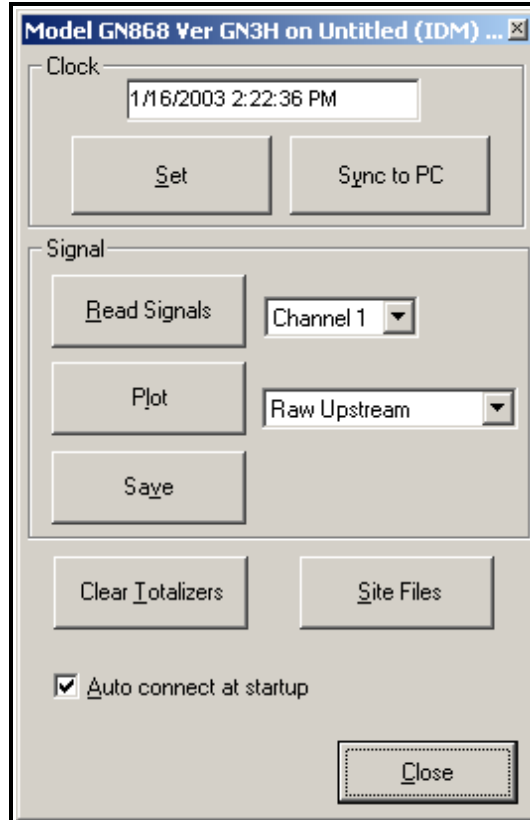 Model GN868 Ver GN3H on Untitled (IDM) ...
Clock
1/16/2003 2:22:36 PM
Set
Sync to PC
Signal
Read Signals
Channel 1
Plot
Raw Upstream
Save
Clear Totalizers
Site Files
Auto connect at startup
Close